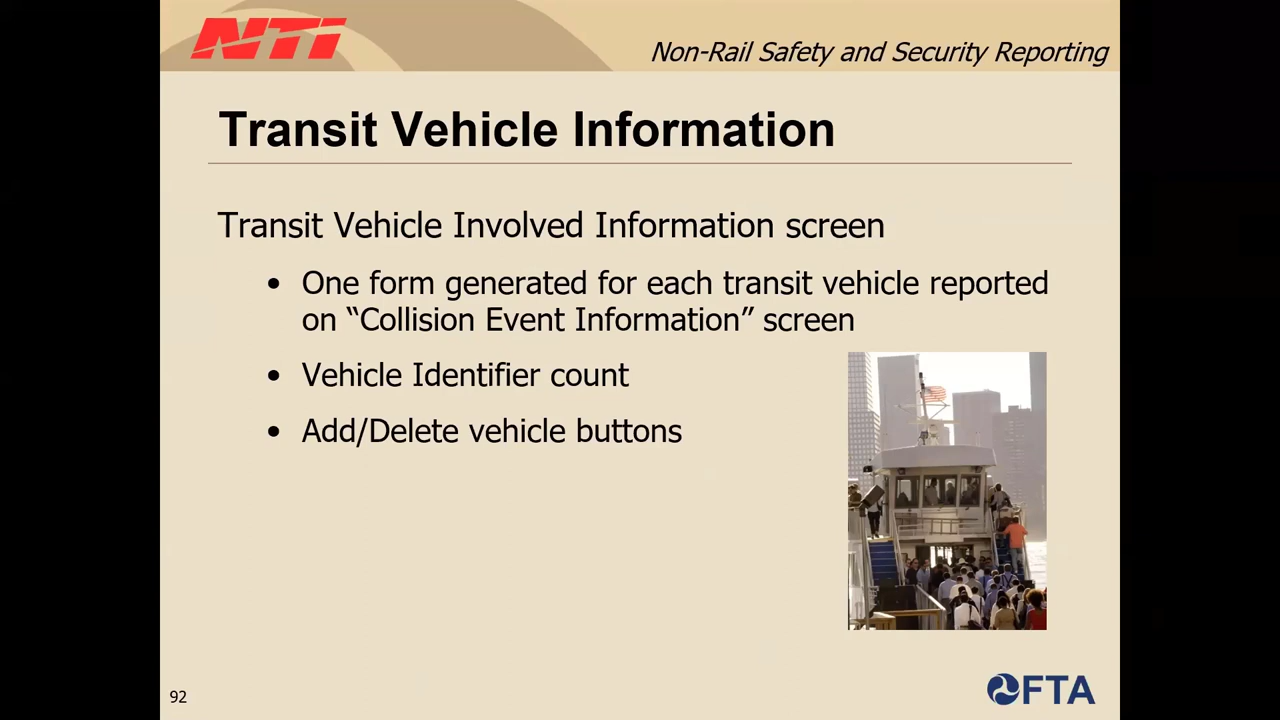 NTI
Non-Rail Safety and Security Reporting
Transit Vehicle Information
Transit Vehicle Involved Information screen
• One form generated for each transit vehicle reported
on “Collision Event Information” screen
• Vehicle Identifier count
• Add/Delete vehicle buttons
92
FTA